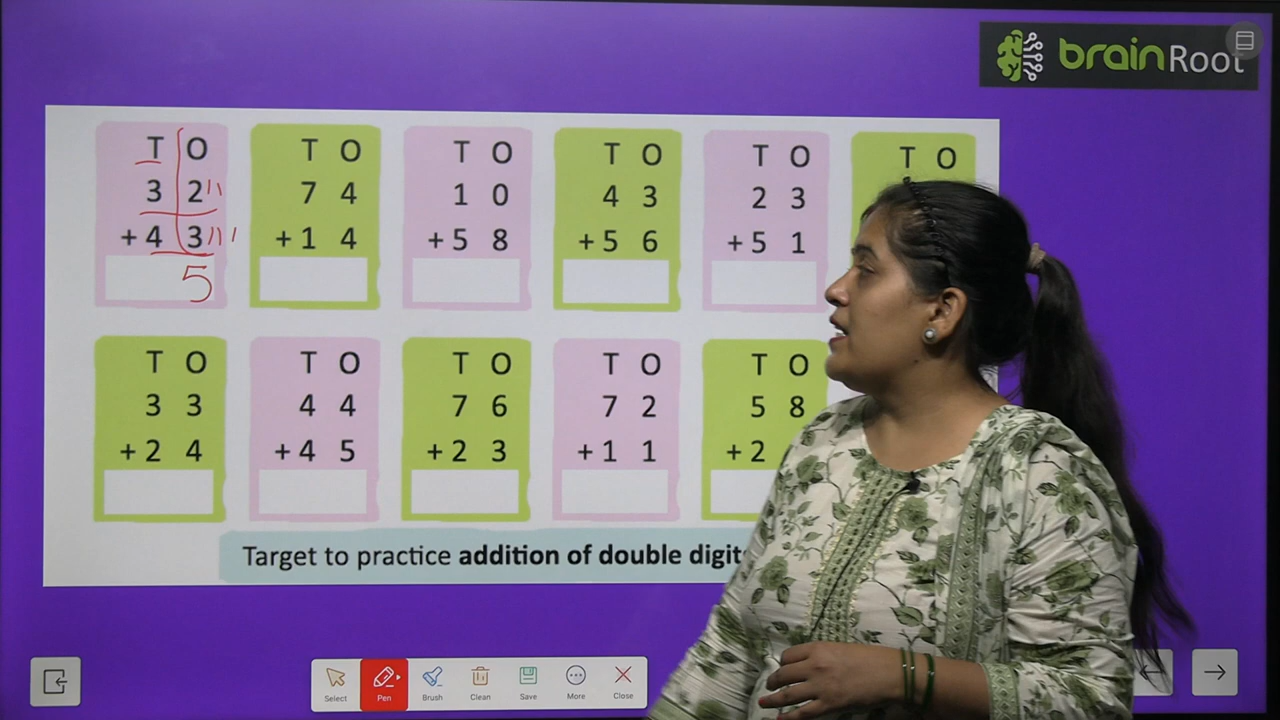 brainRoot
T O T O T O T O T O T O
3 2 7 4 1 0 4 3 2 3
+ 4 3 + 1 4 + 5 8 + 5 6 + 5 1
5
T O T O T O T O T O
3 3 4 4 7 6 7 2 5 8
+ 2 4 + 4 5 + 2 3 + 1 1 + 2
Target to practice addition of double digit
Select Pen Brush Clean Save More Close